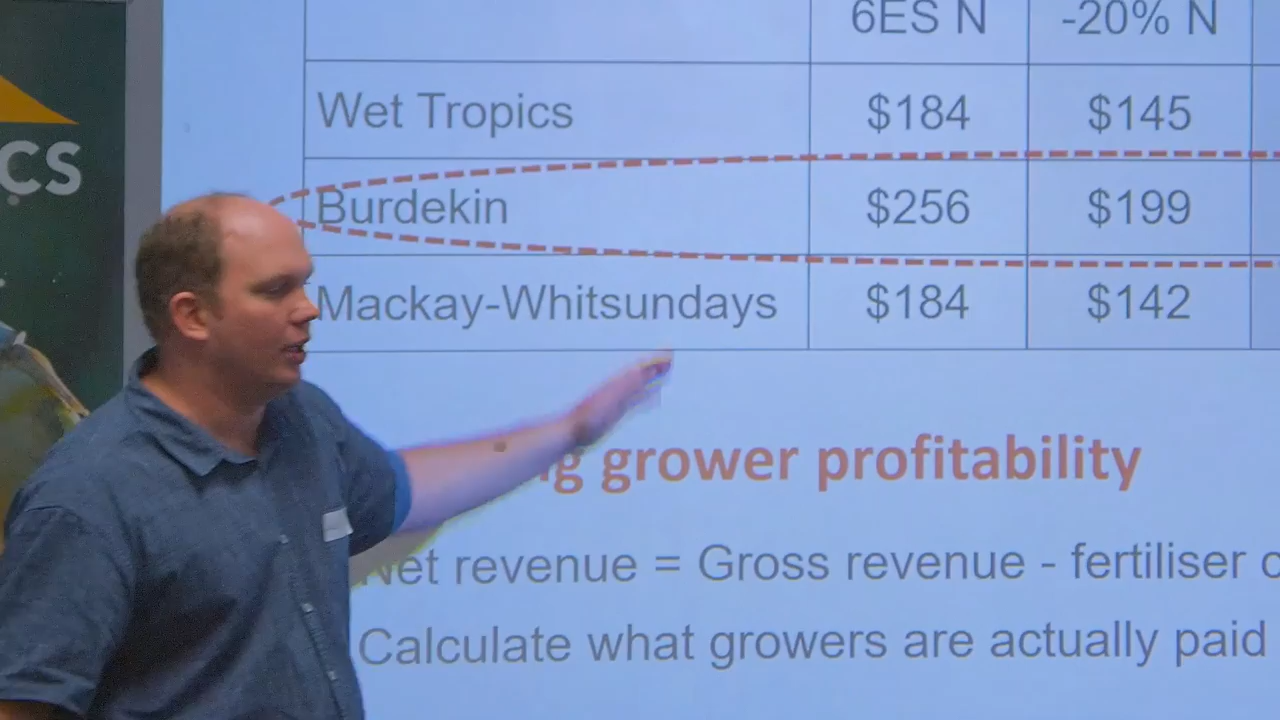 6ES N -20% N
Wet Tropics $184 $145
CS
Burdekin $256 $199
Mackay-Whitsundays $184 $142
grower profitability
Net revenue = Gross revenue - fertiliser
Calculate what growers are actually paid